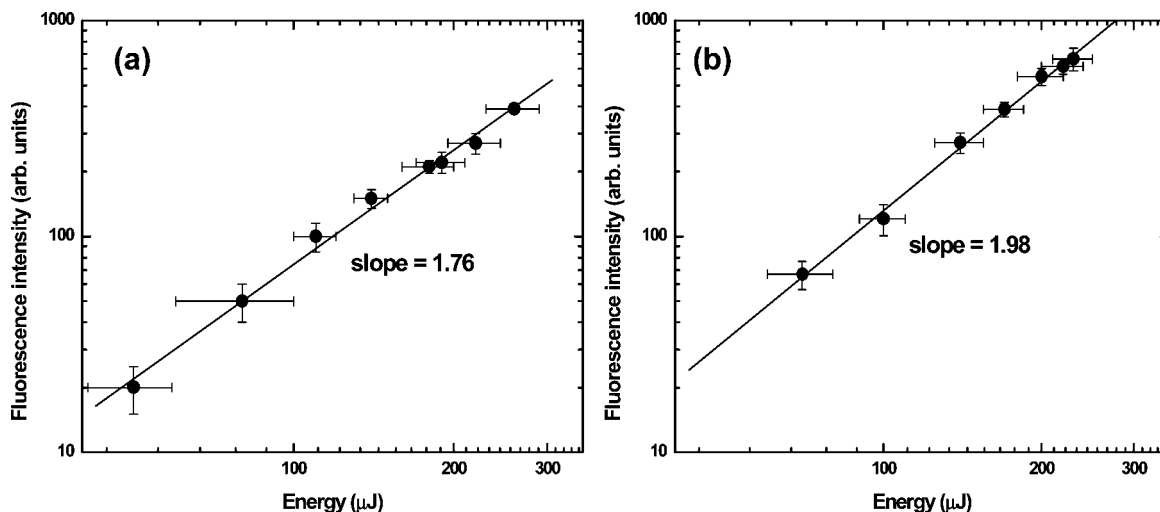 1000
(a)
100
10
Fluorescence intensity (arb. units)
slope = 1.76
100
200
300
Energy (μJ)
1000
(b)
100
10
Fluorescence intensity (arb. units)
slope = 1.98
100
200
300
Energy (μJ)